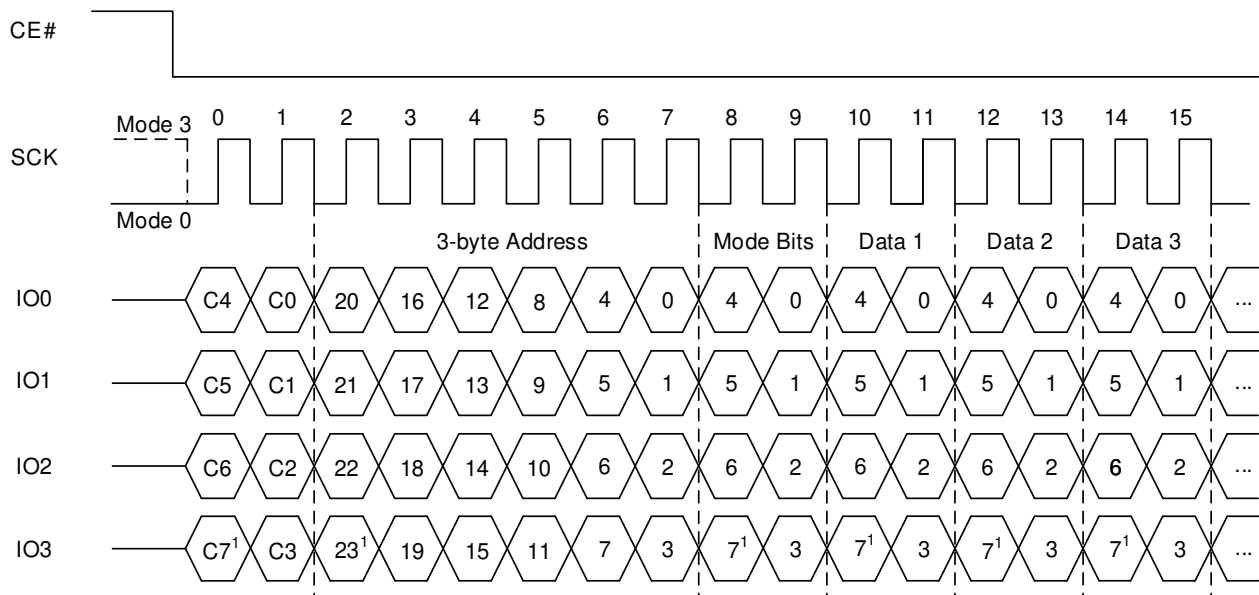 CE#
0 1 2 3 4 5 6 7 8 9 10 11 12 13 14 15
Mode 3
SCK
Mode 0
3-byte Address Mode Bits Data 1 Data 2 Data 3
IO0 C4 C0 20 16 12 8 4 0 4 0 4 0 4 0 4 0 ...
IO1 C5 C1 21 17 13 9 5 1 5 1 5 1 5 1 5 1 ...
IO2 C6 C2 22 18 14 10 6 2 6 2 6 2 6 2 6 2 ...
IO3 C7¹ C3 23¹ 19 15 11 7 3 7¹ 3 7¹ 3 7¹ 3 7¹ 3 ...